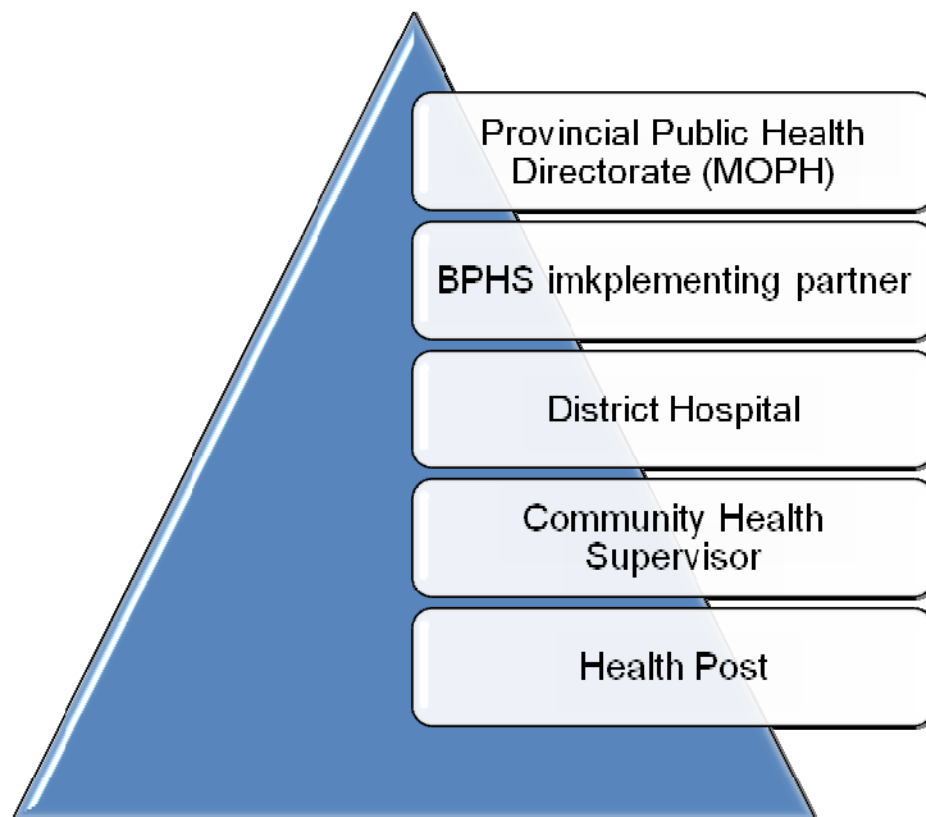 Provincial Public Health
Directorate (MOPH)
BPHS imkplementing partner
District Hospital
Community Health
Supervisor
Health Post